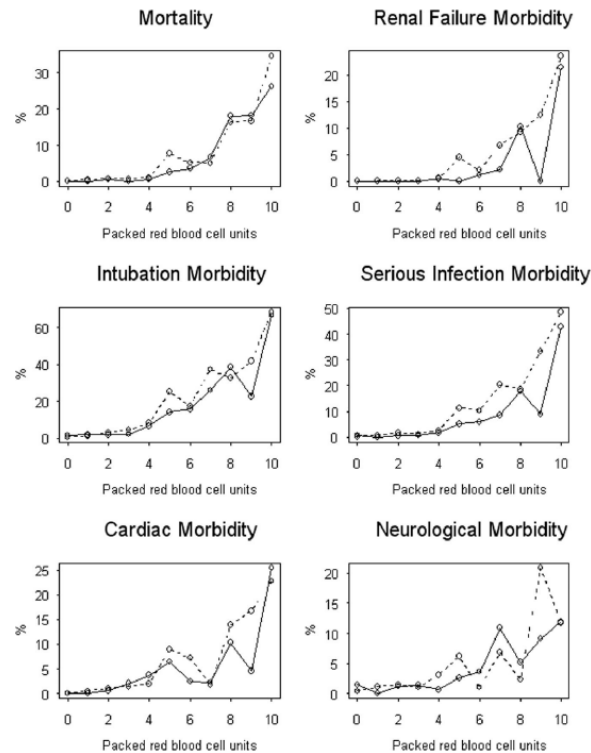 Mortality
%
30
20
10
0
0 2 4 6 8 10
Packed red blood cell units
Renal Failure Morbidity
%
20
15
10
5
0
0 2 4 6 8 10
Packed red blood cell units
Intubation Morbidity
%
60
40
20
0
0 2 4 6 8 10
Packed red blood cell units
Serious Infection Morbidity
%
50
40
30
20
10
0
0 2 4 6 8 10
Packed red blood cell units
Cardiac Morbidity
%
25
20
15
10
5
0
0 2 4 6 8 10
Packed red blood cell units
Neurological Morbidity
%
20
15
10
5
0
0 2 4 6 8 10
Packed red blood cell units